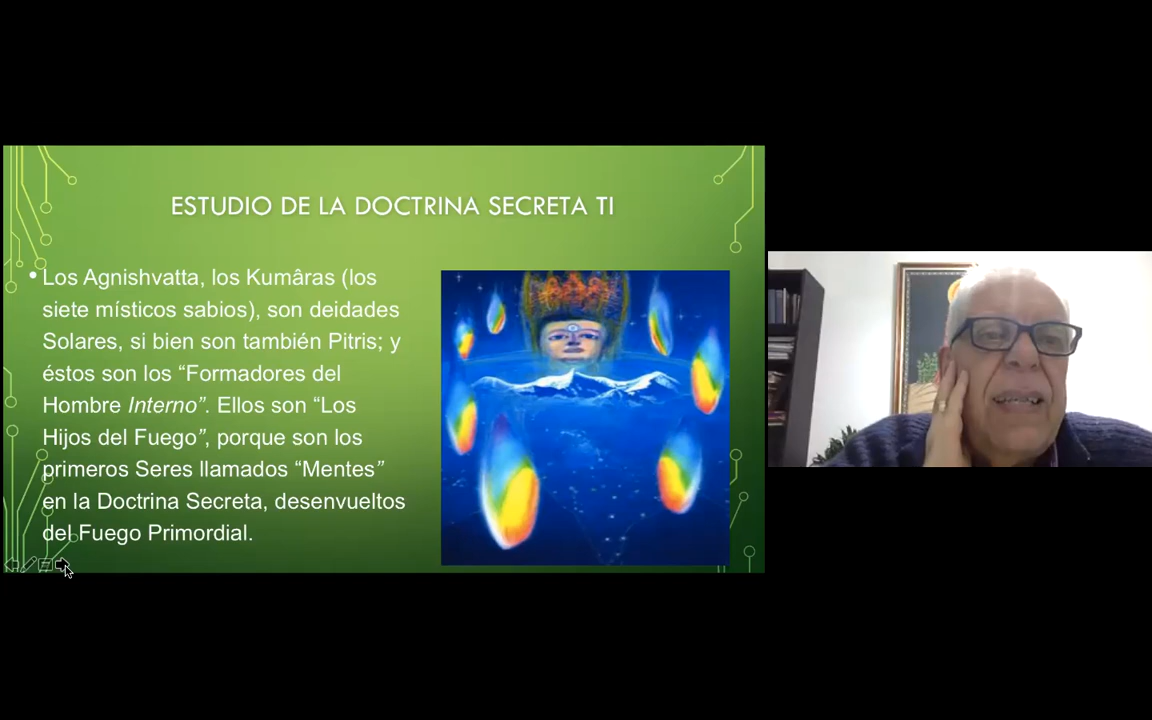 ESTUDIO DE LA DOCTRINA SECRETA TI
• Los Agnishvatta, los Kumâras (los
siete místicos sabios), son deidades
Solares, si bien son también Pitris; y
éstos son los “Formadores del
Hombre Interno”. Ellos son “Los
Hijos del Fuego”, porque son los
primeros Seres llamados “Mentes”
en la Doctrina Secreta, desenvueltos
del Fuego Primordial.